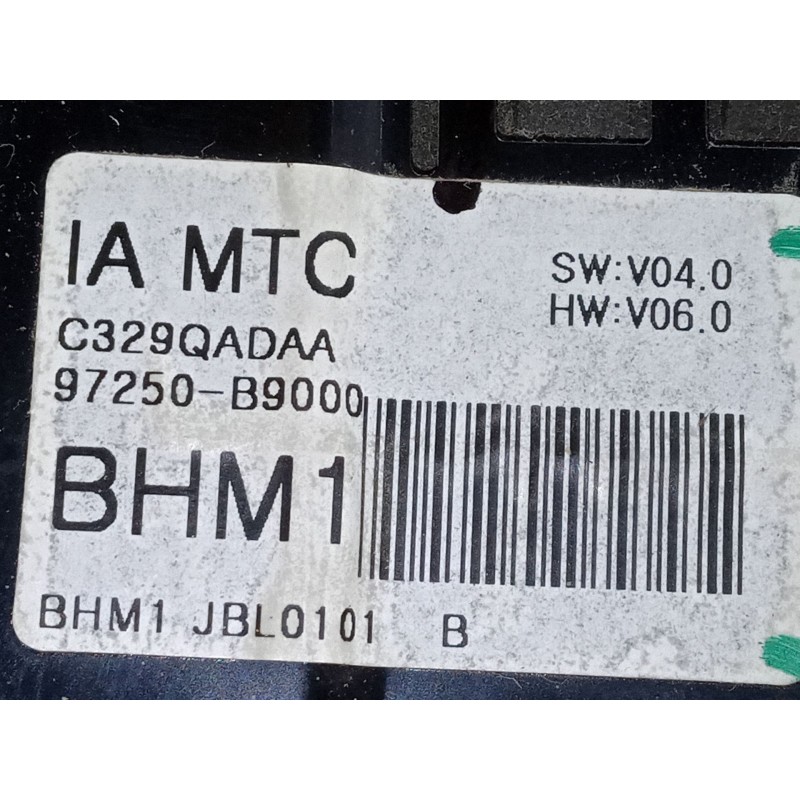 IA MTC
SW:V04.0
HW:V06.0
C329QADAA
97250-B9000
BHM1
BHM1 JBL0101 B